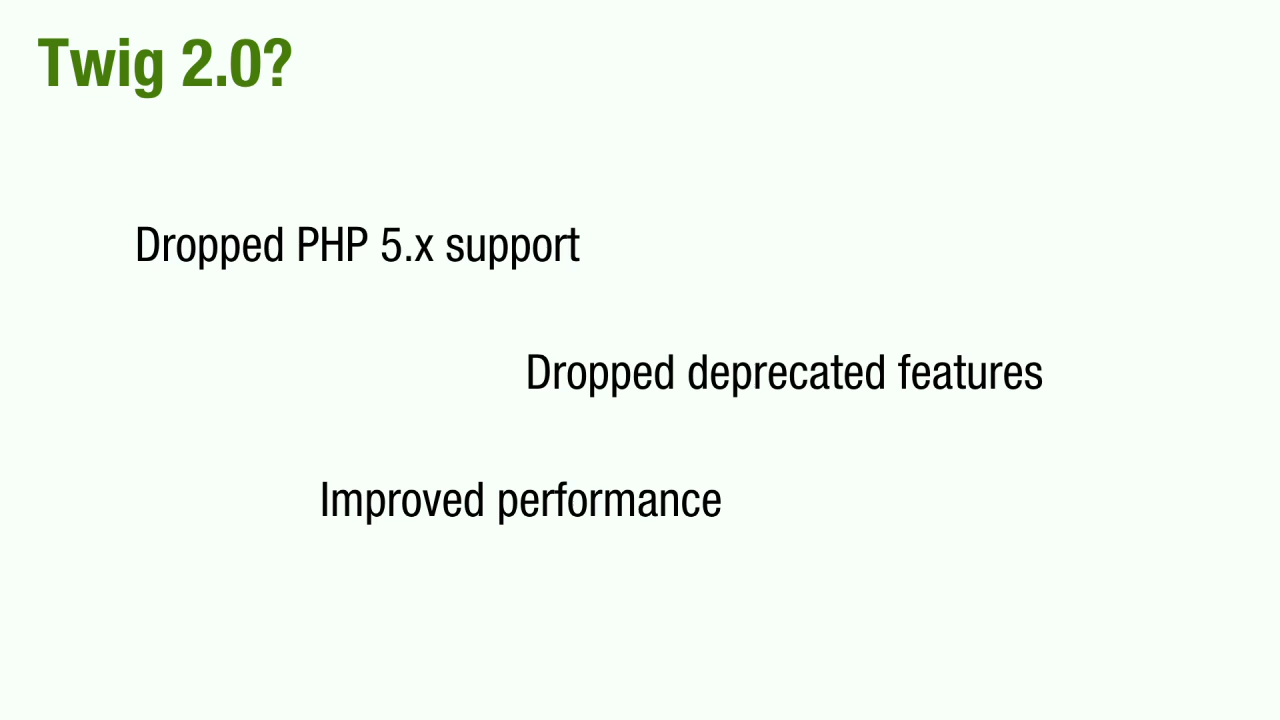 Twig 2.0?
Dropped PHP 5.x support
Dropped deprecated features
Improved performance